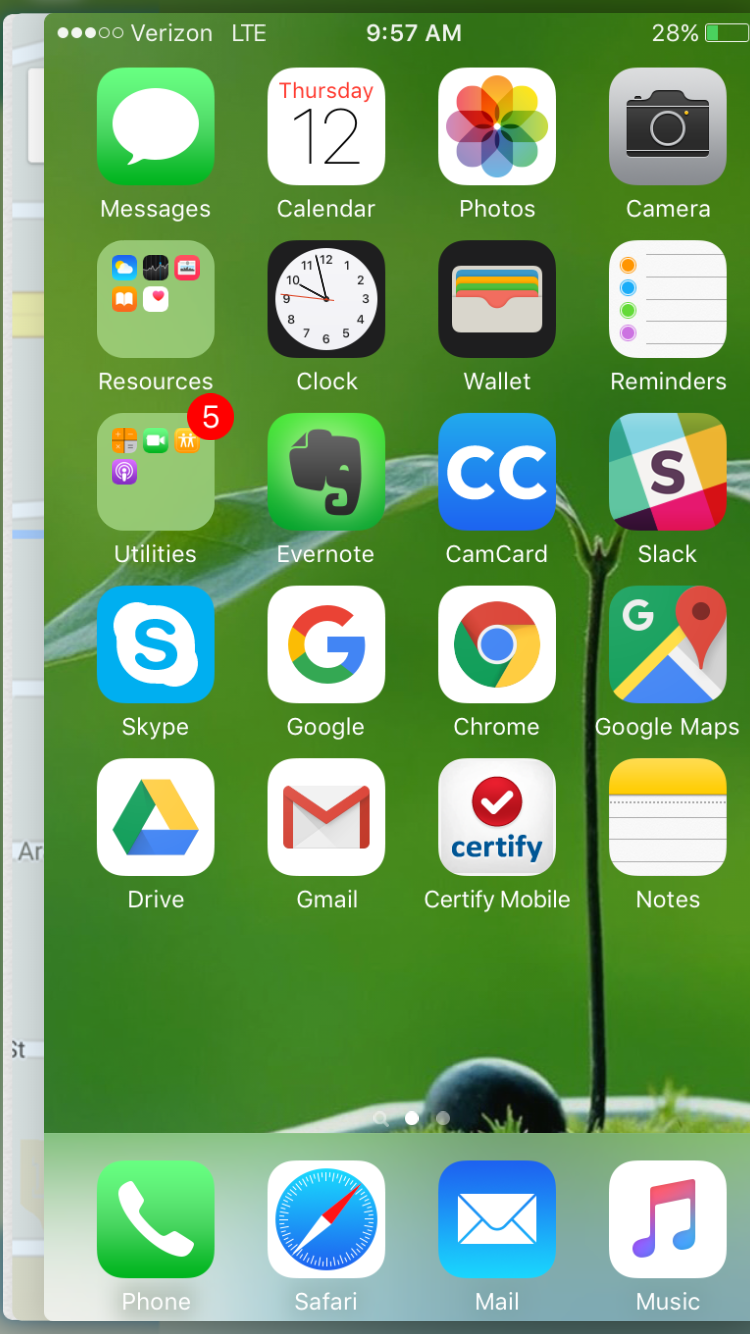 Verizon LTE 9:57 AM 28%
Thursday
12
Messages Calendar Photos Camera
11 12 1
10 2
9 3
8 4
7 6 5
Resources Clock Wallet Reminders
5
CC S
Utilities Evernote CamCard Slack
S G G
Skype Google Chrome Google Maps
certify
Ar
Drive Gmail Certify Mobile Notes
St
Phone Safari Mail Music